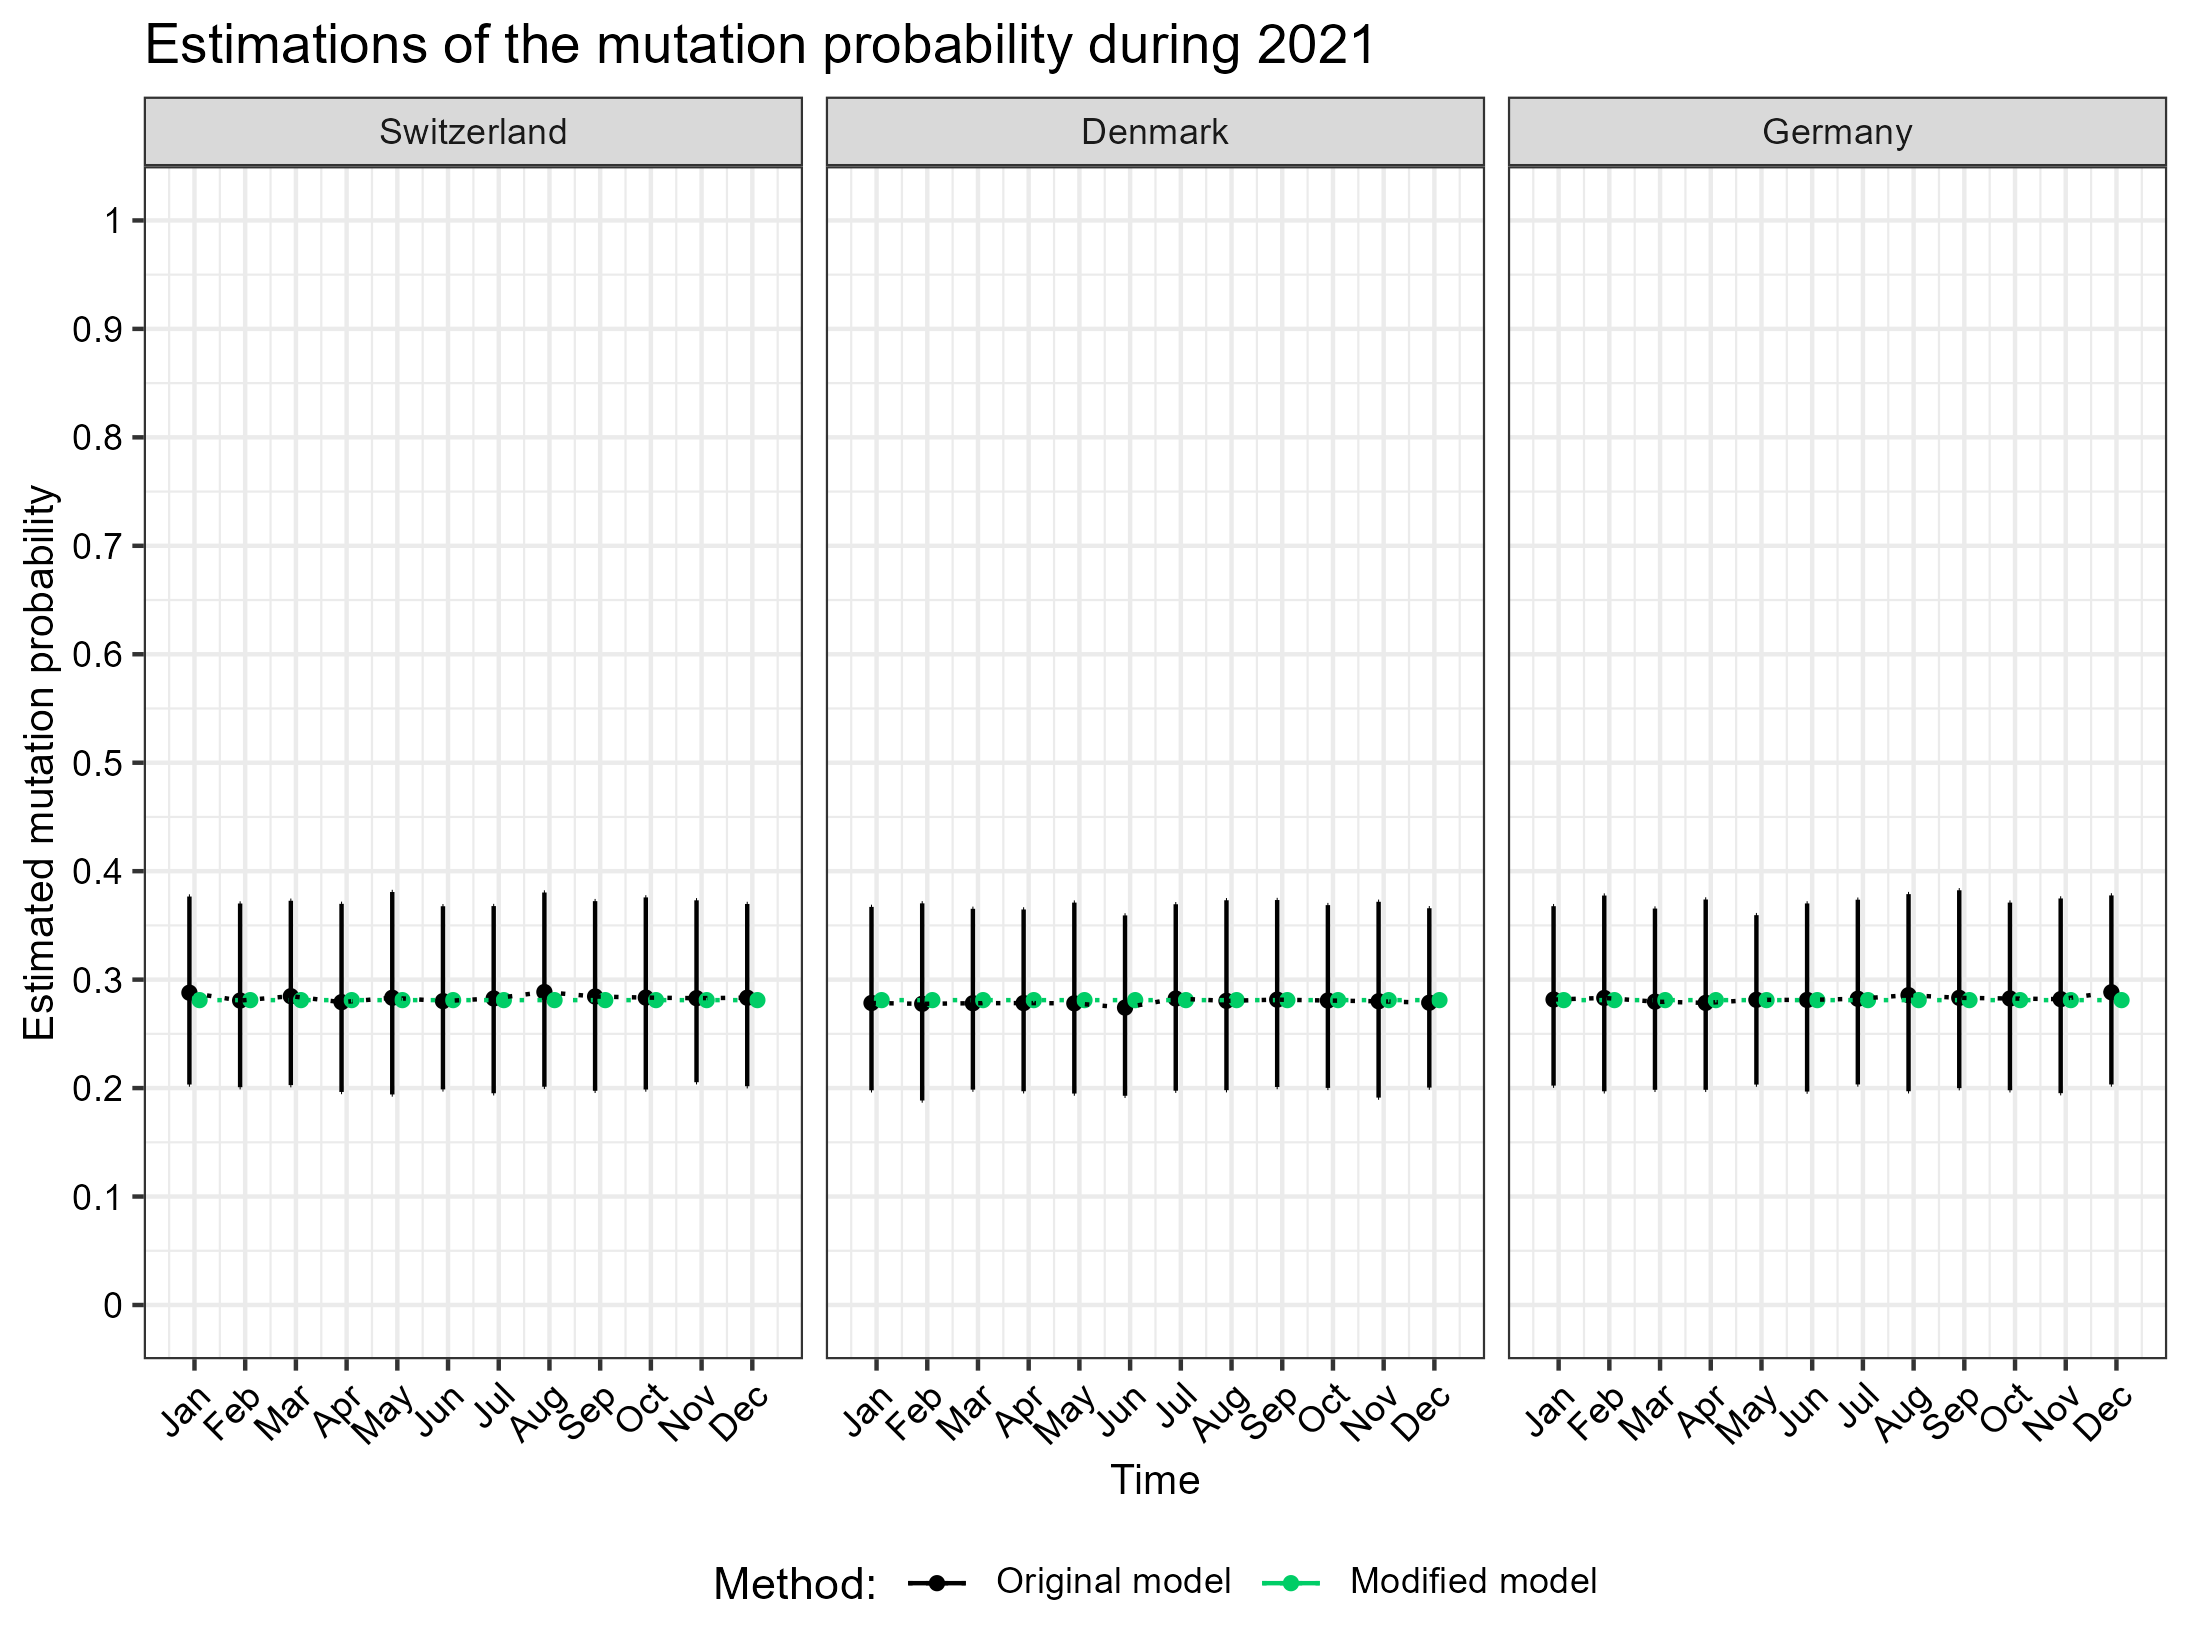 Estimations of the mutation probability during 2021
Switzerland Denmark Germany
Estimated mutation probability
1
0.9
0.8
0.7
0.6
0.5
0.4
0.3
0.2
0.1
0
Jan Feb Mar Apr May Jun Jul Aug Sep Oct Nov Dec Jan Feb Mar Apr May Jun Jul Aug Sep Oct Nov Dec Jan Feb Mar Apr May Jun Jul Aug Sep Oct Nov Dec
Time
Method: Original model Modified model